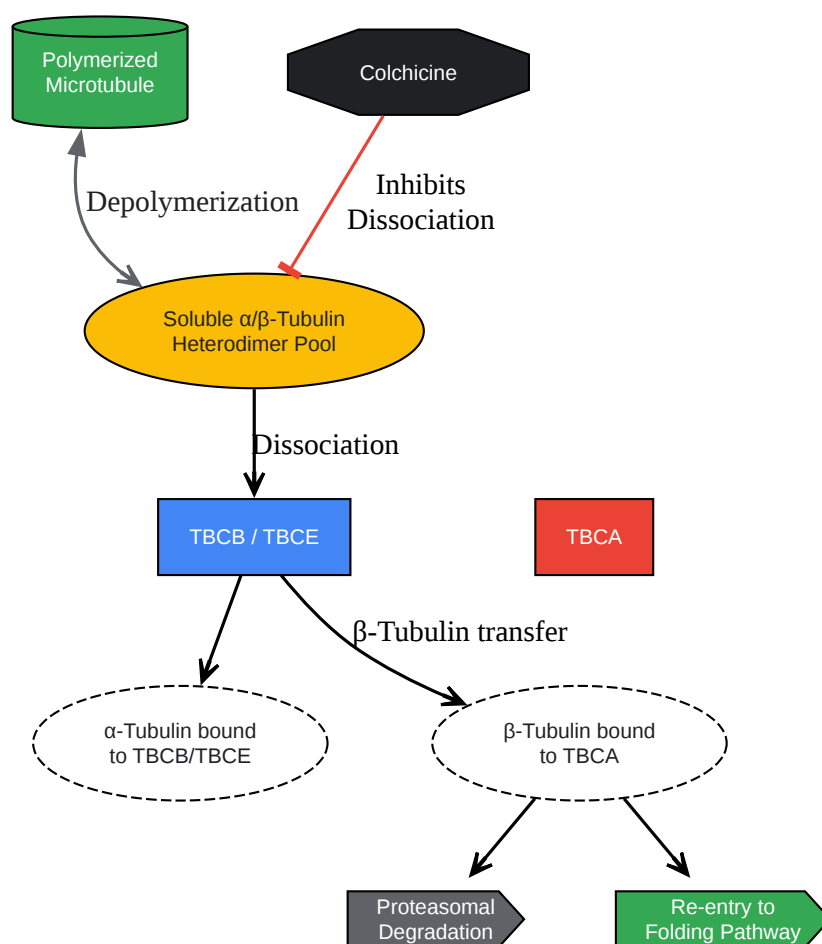 Polymerized
Microtubule
Colchicine
Depolymerization
Inhibits
Dissociation
Soluble α/β-Tubulin
Heterodimer Pool
Dissociation
TBCB / TBCE
TBCA
β-Tubulin transfer
α-Tubulin bound
to TBCB/TBCE
β-Tubulin bound
to TBCA
Proteasomal
Degradation
Re-entry to
Folding Pathway